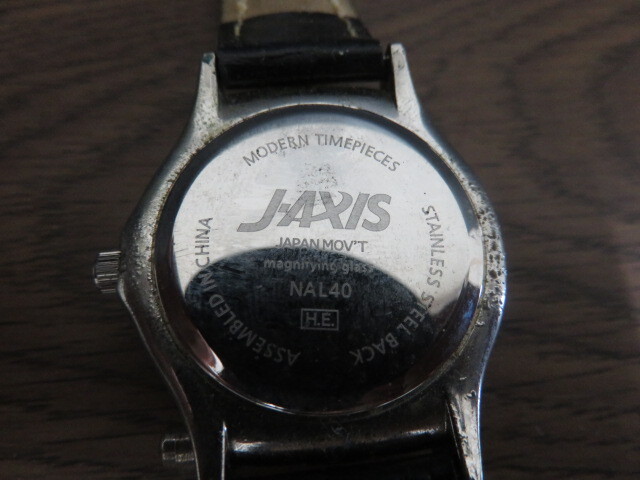 MODERN TIMEPIECES
J-AXIS
JAPAN MOV'T
magnifying glass
NAL40
H.E.
ASSEMBLED IN CHINA
STAINLESS STEEL BACK